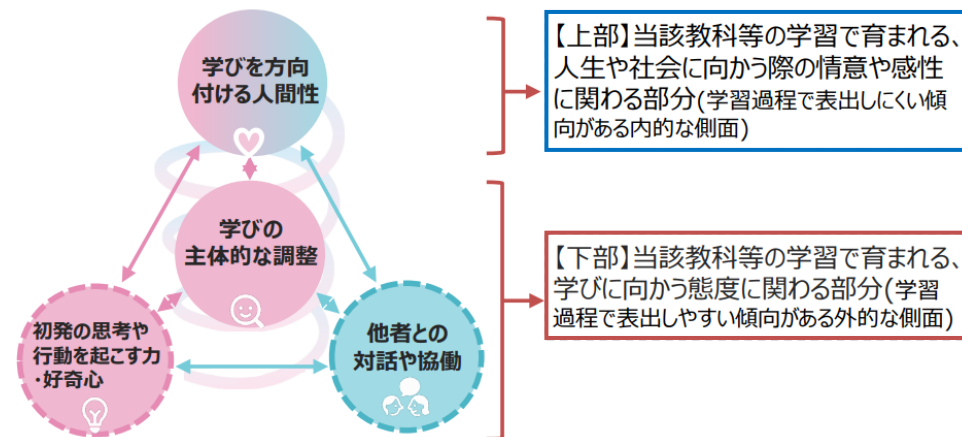 学びを方向
付ける人間性
学びの
主体的な調整
初発の思考や
行動を起こす力
・好奇心
他者との
対話や協働
【上部】当該教科等の学習で育まれる、
人生や社会に向かう際の情意や感性
に関わる部分(学習過程で表出しにくい傾
向がある内的な側面)
【下部】当該教科等の学習で育まれる、
学びに向かう態度に関わる部分(学習
過程で表出しやすい傾向がある外的な側面)